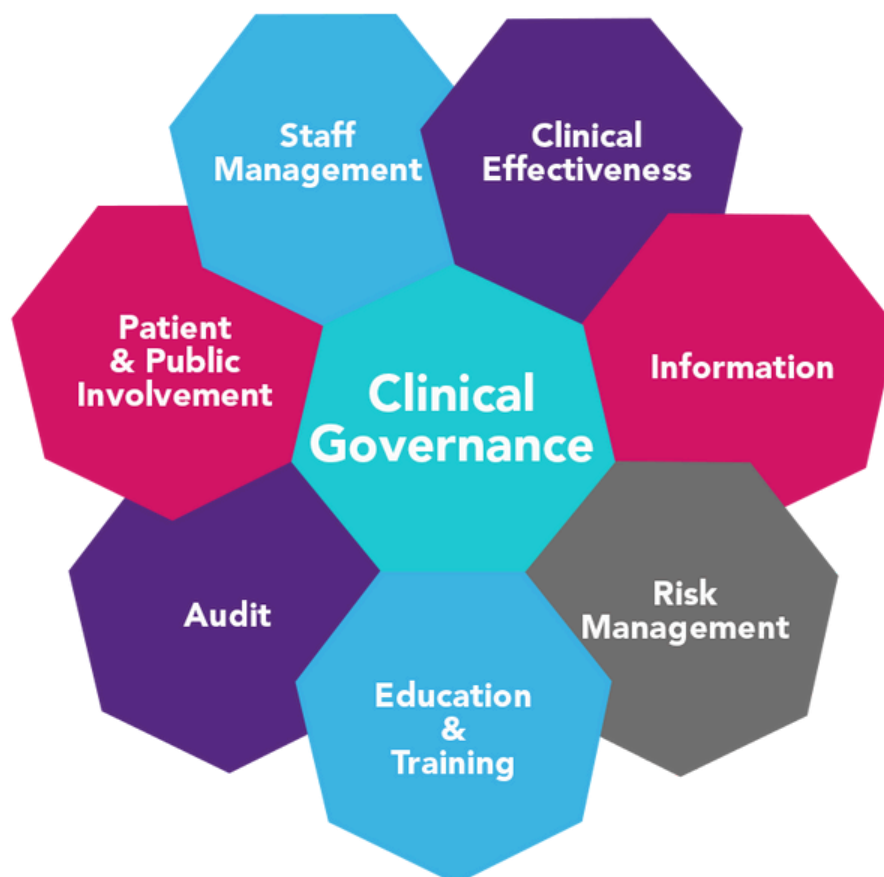 Staff
Management
Clinical
Effectiveness
Patient
& Public
Involvement
Clinical
Governance
Information
Audit
Risk
Management
Education
&
Training